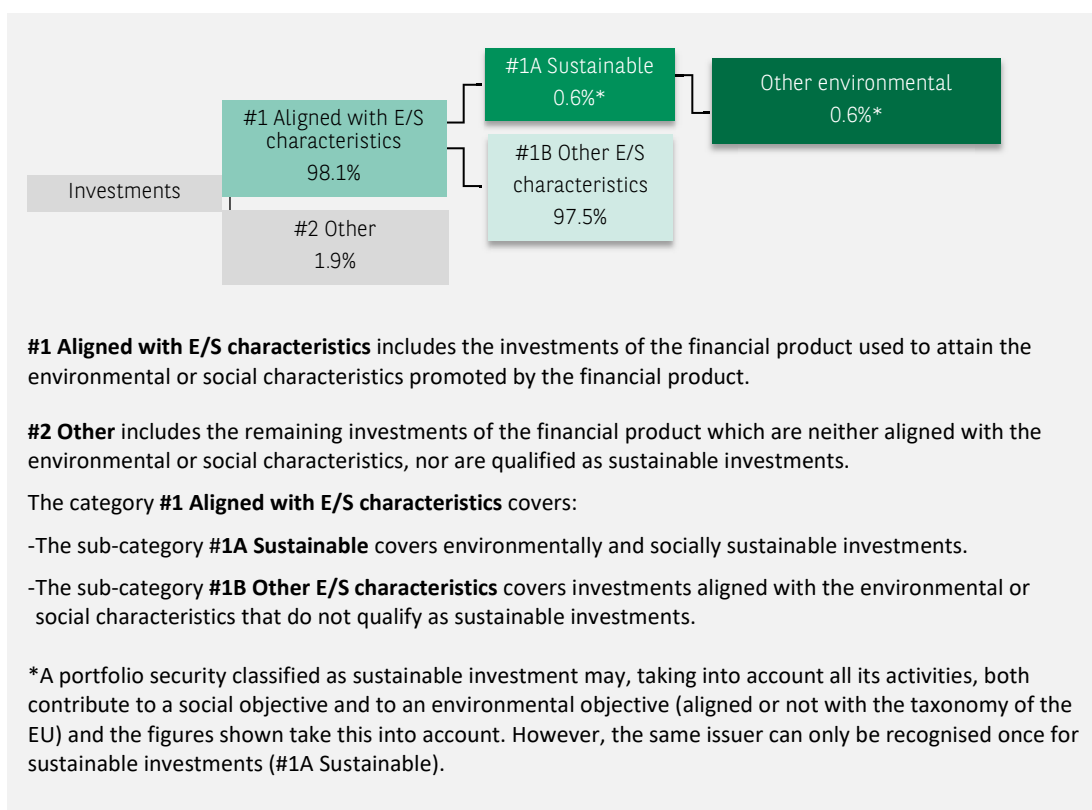 #1A Sustainable
0.6%*
Other environmental
0.6%*
#1 Aligned with E/S
characteristics
98.1%
#1B Other E/S
characteristics
97.5%
Investments
#2 Other
1.9%
#1 Aligned with E/S characteristics includes the investments of the financial product used to attain the
environmental or social characteristics promoted by the financial product.
#2 Other includes the remaining investments of the financial product which are neither aligned with the
environmental or social characteristics, nor are qualified as sustainable investments.
The category #1 Aligned with E/S characteristics covers:
-The sub-category #1A Sustainable covers environmentally and socially sustainable investments.
-The sub-category #1B Other E/S characteristics covers investments aligned with the environmental or
social characteristics that do not qualify as sustainable investments.
*A portfolio security classified as sustainable investment may, taking into account all its activities, both
contribute to a social objective and to an environmental objective (aligned or not with the taxonomy of the
EU) and the figures shown take this into account. However, the same issuer can only be recognised once for
sustainable investments (#1A Sustainable).